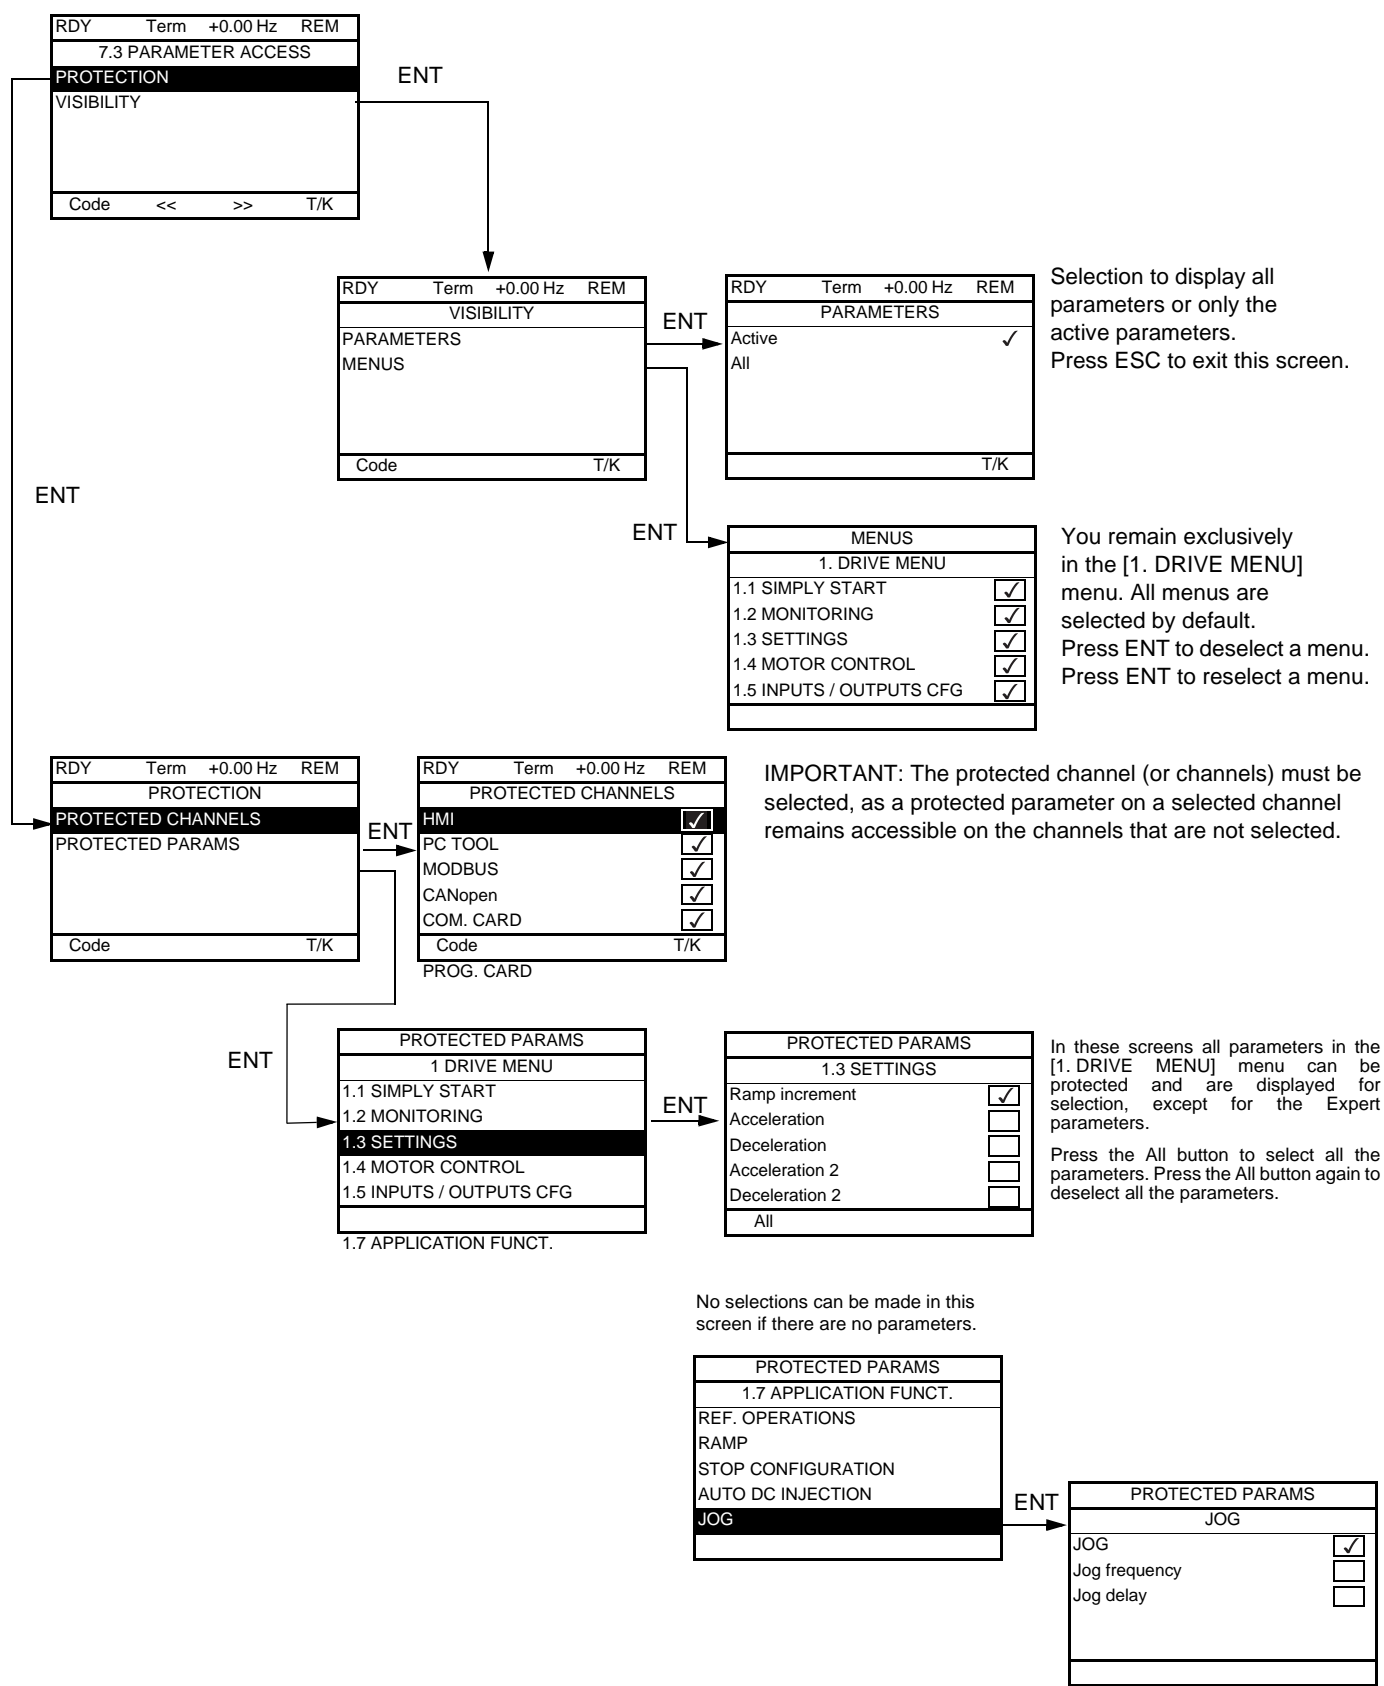 RDY Term +0.00 Hz REM
7.3 PARAMETER ACCESS
PROTECTION
VISIBILITY
Code << >> T/K
ENT
ENT
RDY Term +0.00 Hz REM
VISIBILITY
PARAMETERS
MENUS
Code T/K
ENT
RDY Term +0.00 Hz REM
PARAMETERS
Active ✓
All
T/K
Selection to display all
parameters or only the
active parameters.
Press ESC to exit this screen.
ENT
MENUS
1. DRIVE MENU
1.1 SIMPLY START ✓
1.2 MONITORING ✓
1.3 SETTINGS ✓
1.4 MOTOR CONTROL ✓
1.5 INPUTS / OUTPUTS CFG ✓
You remain exclusively
in the [1. DRIVE MENU]
menu. All menus are
selected by default.
Press ENT to deselect a menu.
Press ENT to reselect a menu.
RDY Term +0.00 Hz REM
PROTECTION
PROTECTED CHANNELS
PROTECTED PARAMS
Code T/K
ENT
RDY Term +0.00 Hz REM
PROTECTED CHANNELS
HMI ✓
PC TOOL ✓
MODBUS ✓
CANopen ✓
COM. CARD ✓
Code T/K
PROG. CARD
IMPORTANT: The protected channel (or channels) must be
selected, as a protected parameter on a selected channel
remains accessible on the channels that are not selected.
ENT
PROTECTED PARAMS
1 DRIVE MENU
1.1 SIMPLY START
1.2 MONITORING
1.3 SETTINGS
1.4 MOTOR CONTROL
1.5 INPUTS / OUTPUTS CFG
1.7 APPLICATION FUNCT.
ENT
PROTECTED PARAMS
1.3 SETTINGS
Ramp increment ✓
Acceleration
Deceleration
Acceleration 2
Deceleration 2
All
In these screens all parameters in the
[1. DRIVE MENU] menu can be
protected and are displayed for
selection, except for the Expert
parameters.
Press the All button to select all the
parameters. Press the All button again to
deselect all the parameters.
No selections can be made in this
screen if there are no parameters.
PROTECTED PARAMS
1.7 APPLICATION FUNCT.
REF. OPERATIONS
RAMP
STOP CONFIGURATION
AUTO DC INJECTION
JOG
ENT
PROTECTED PARAMS
JOG
JOG ✓
Jog frequency
Jog delay